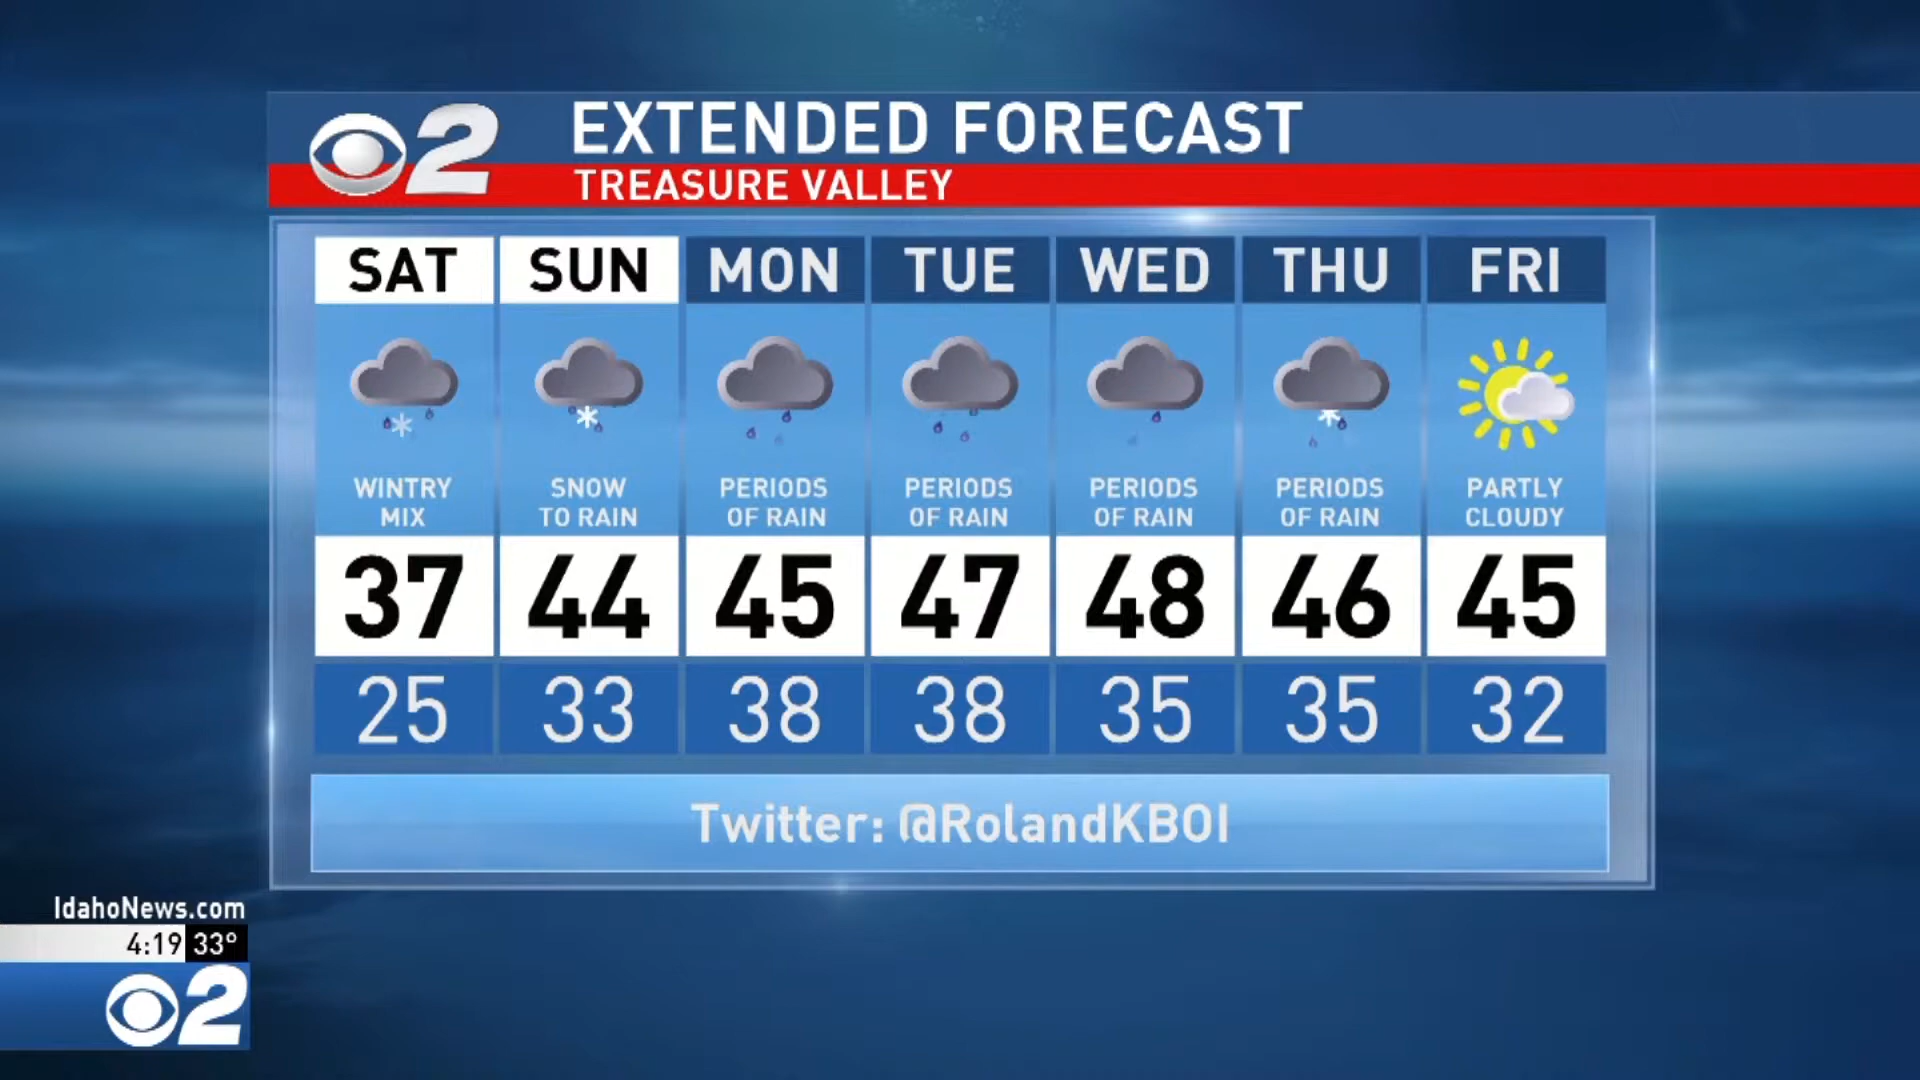 2 EXTENDED FORECAST
TREASURE VALLEY
SAT SUN MON TUE WED THU FRI
WINTRY SNOW PERIODS PERIODS PERIODS PERIODS PARTLY
MIX TO RAIN OF RAIN OF RAIN OF RAIN OF RAIN CLOUDY
37 44 45 47 48 46 45
25 33 38 38 35 35 32
Twitter: @RolandKBOI
IdahoNews.com
4:19 33°
2